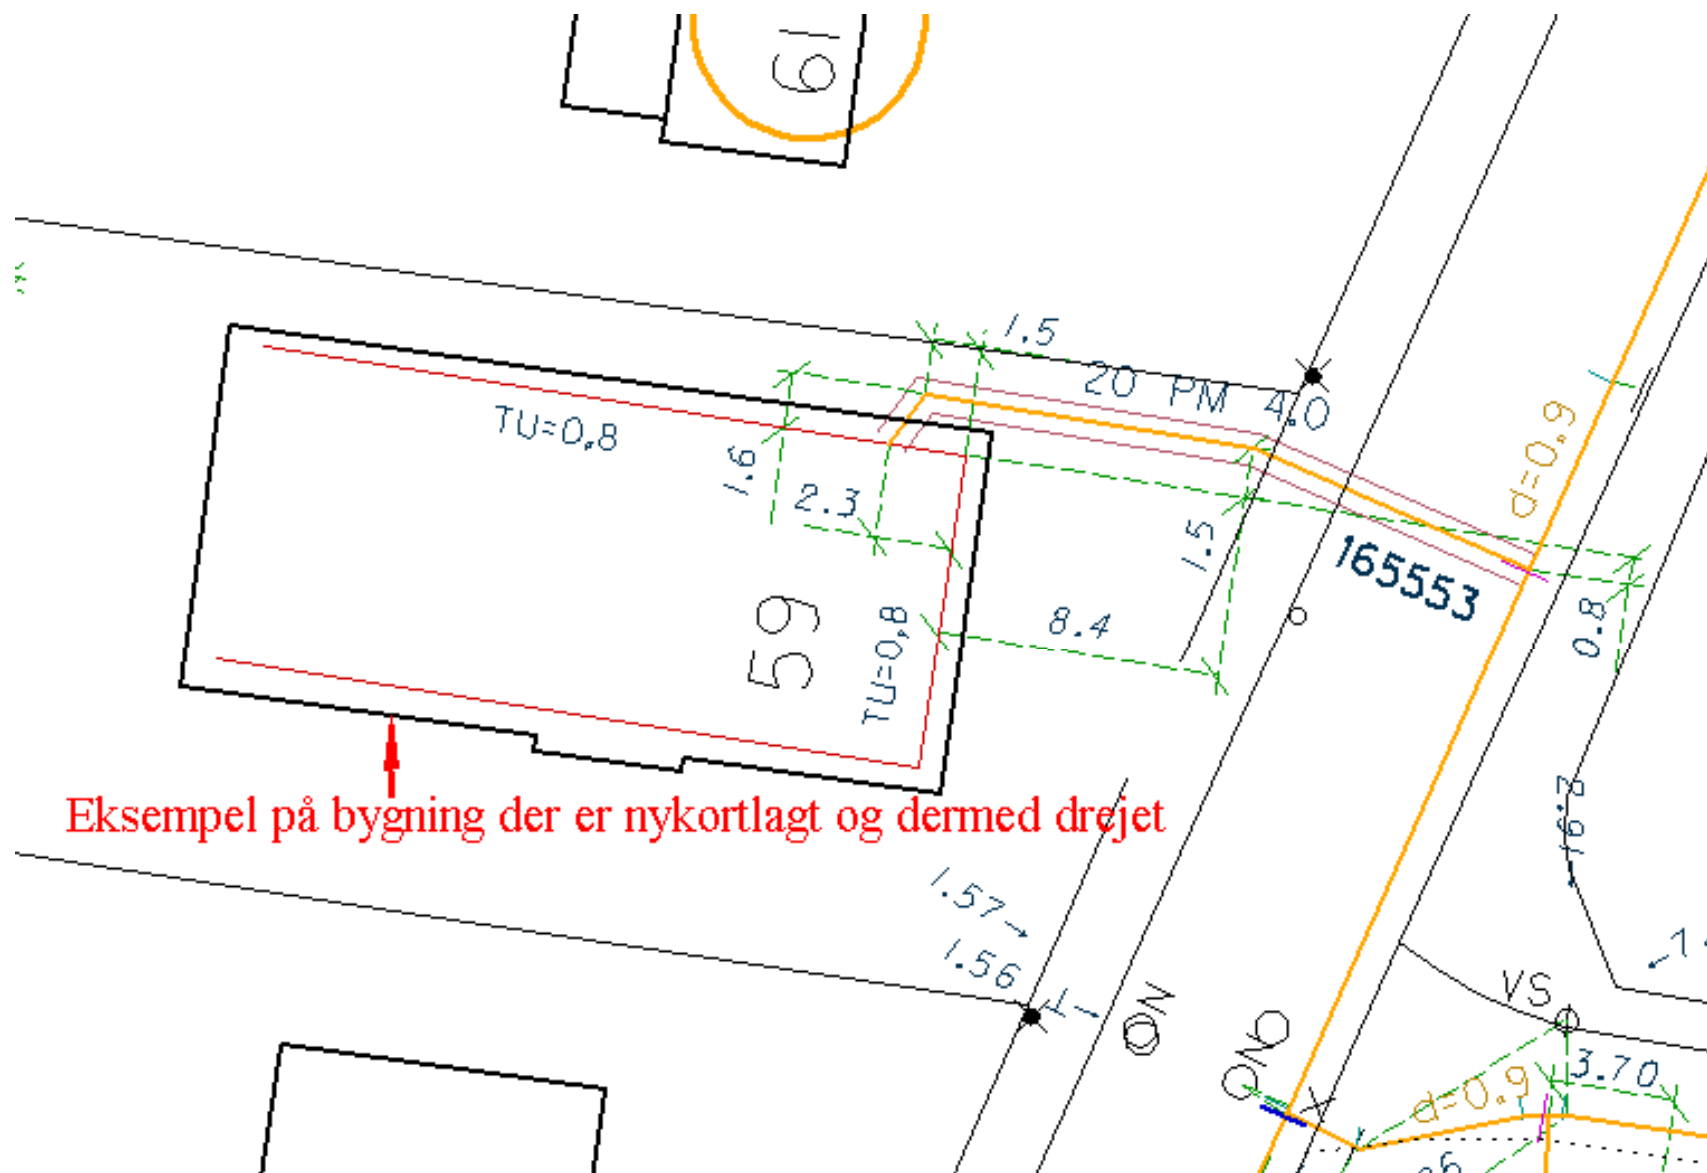 61
1.5
20 PM 4.0
TU=0,8
d=0.9
1.6
2.3
1.5
165553
59
TU=0,8
8.4
0.8
Eksempel på bygning der er nykortlagt og dermed drejet
1.57
1.56
VS
3.70
d=0.9